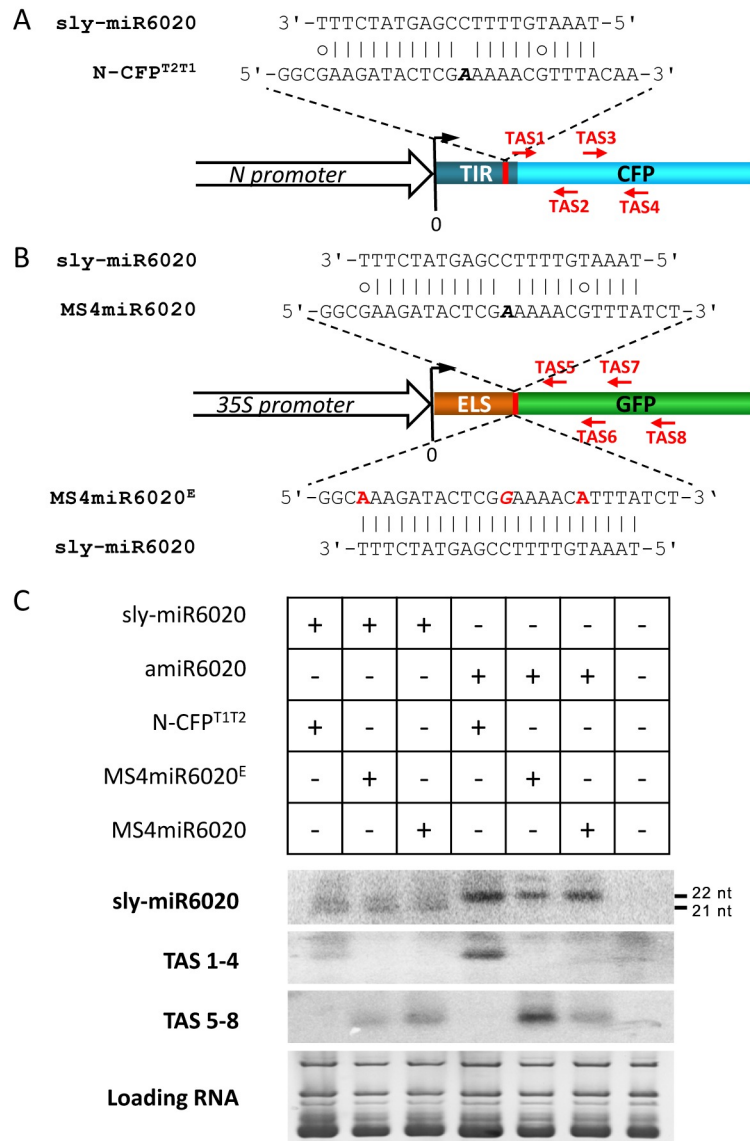 A
sly-miR6020 3'-TTTCTATGAGCCTTTTGTAAAT-5'
N-CFPT2T1 5'-GGCGAAGATACTCGAAAAACGTTTACAA-3'
TAS1 TAS3
N promoter TIR CFP
TAS2 TAS4
0
B
sly-miR6020 3'-TTTCTATGAGCCTTTTGTAAAT-5'
MS4miR6020 5'-GGCGAAGATACTCGAAAAACGTTTATCT-3'
TAS5 TAS7
35S promoter ELS GFP
TAS6 TAS8
0
MS4miR6020E 5'-GGCAAAGATACTCGGAAAACATTTATCT-3'
sly-miR6020 3'-TTTCTATGAGCCTTTTGTAAAT-5'
C
sly-miR6020 + + + - - - -
amiR6020 - - - + + + -
N-CFPT1T2 + - - + - - -
MS4miR6020E - + - - + - -
MS4miR6020 - - + - - + -
sly-miR6020 22 nt
21 nt
TAS 1-4
TAS 5-8
Loading RNA